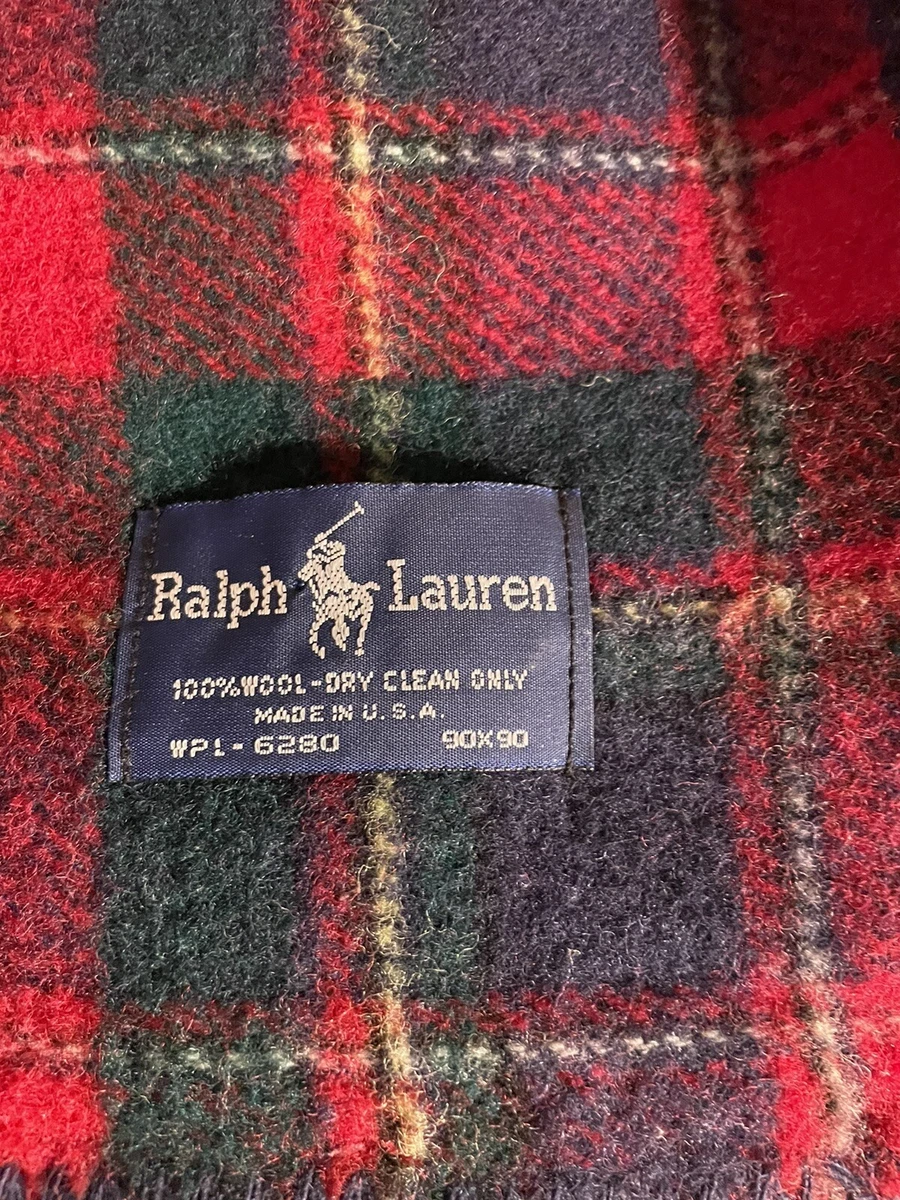 Ralph Lauren
100%WOOL-DRY CLEAN ONLY
MADE IN U.S.A.
WPL-6280 90X90